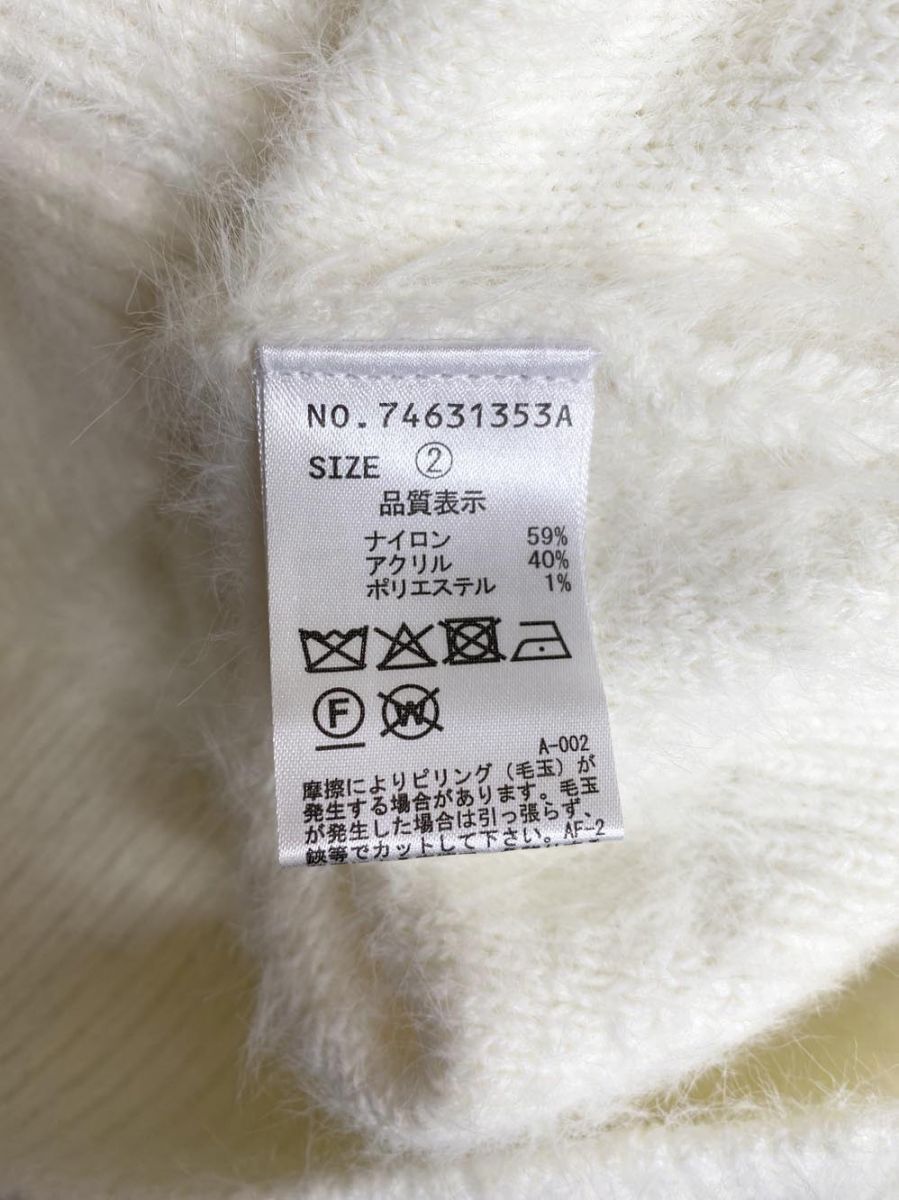 NO.74631353A
SIZE ②
品質表示
ナイロン 59%
アクリル 40%
ポリエステル 1%
F W
A-002
摩擦によりピリング(毛玉)が
発生する場合があります。毛玉
が発生した場合は引っ張らず、
鋏等でカットして下さい。AF-2